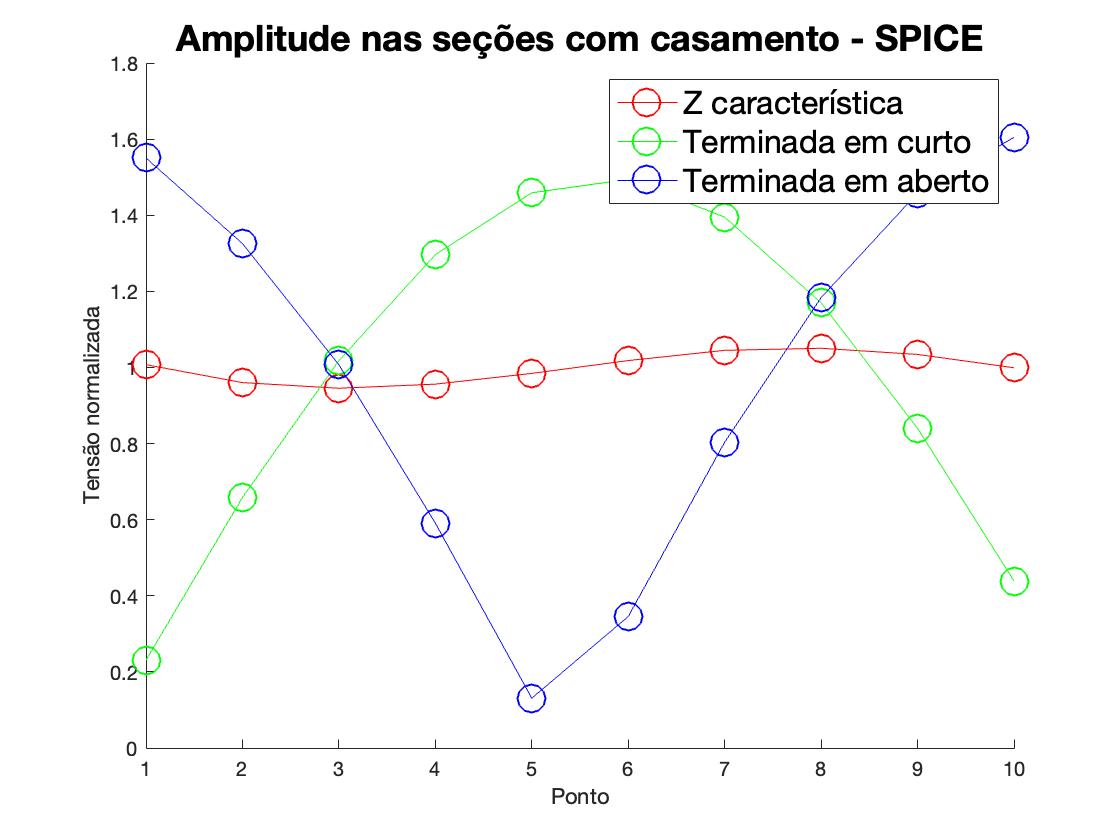 Amplitude nas seções com casamento - SPICE
Z característica
Terminada em curto
Terminada em aberto
Tensão normalizada
1.8
1.6
1.4
1.2
1
0.8
0.6
0.4
0.2
0
1 2 3 4 5 6 7 8 9 10
Ponto